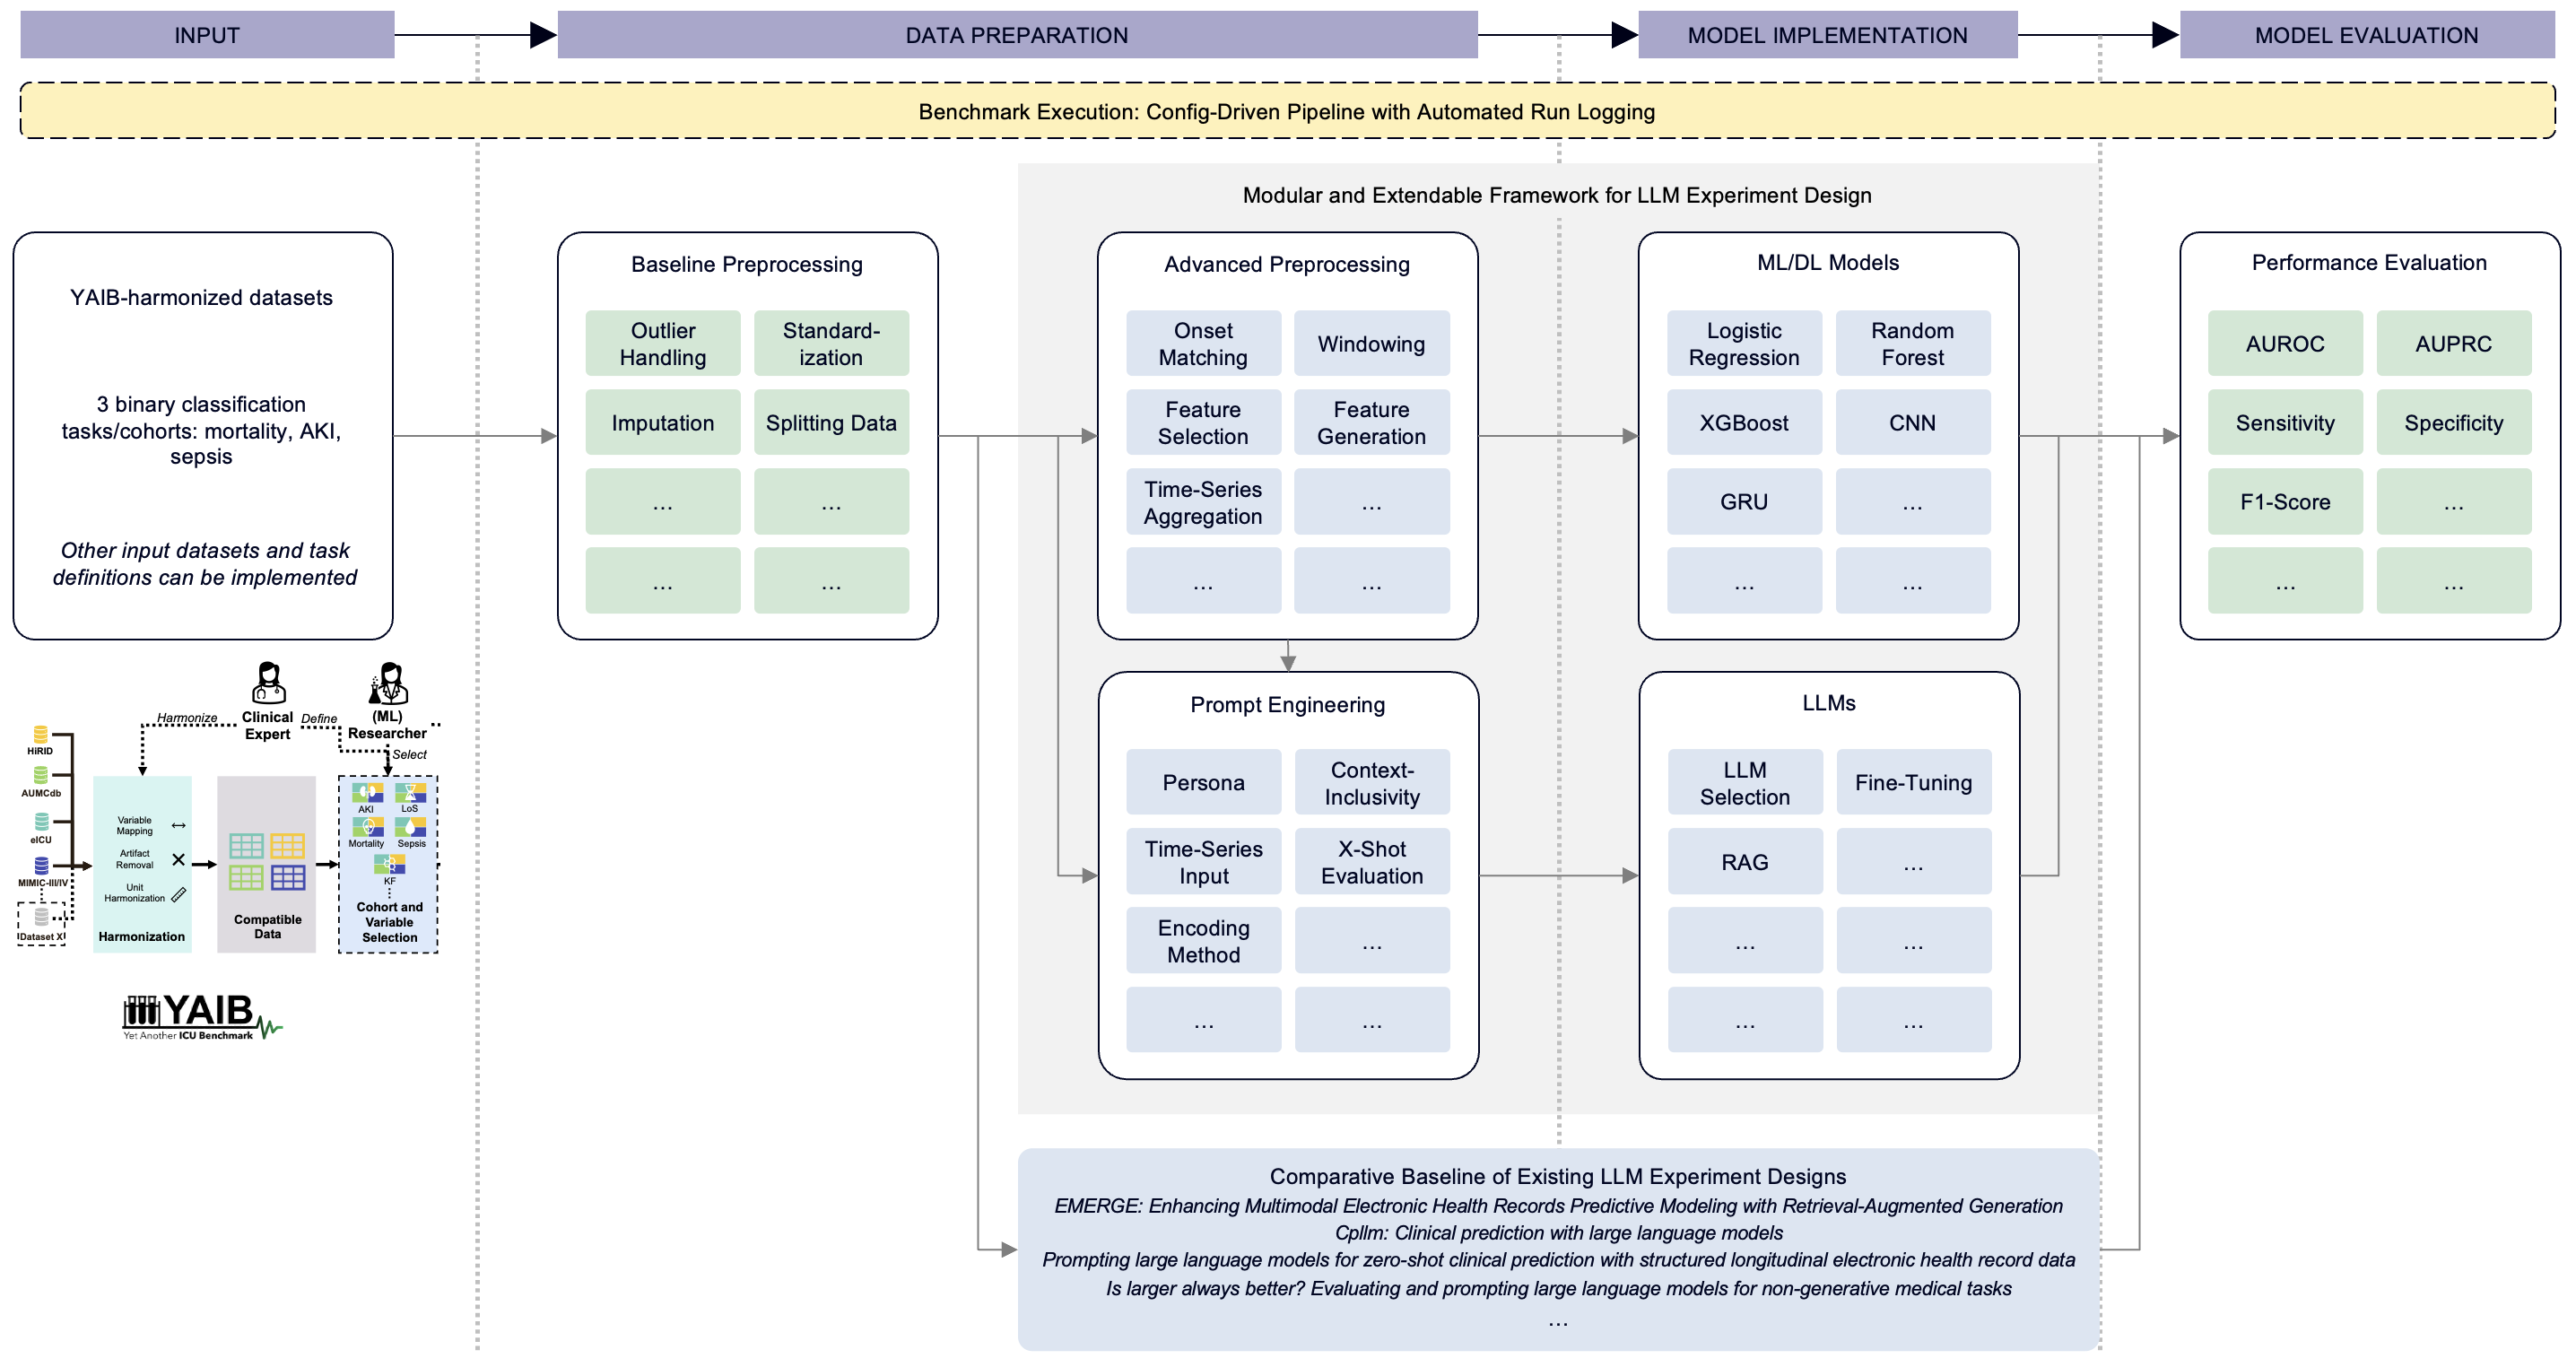 INPUT
DATA PREPARATION
MODEL IMPLEMENTATION
MODEL EVALUATION
Benchmark Execution: Config-Driven Pipeline with Automated Run Logging
Modular and Extendable Framework for LLM Experiment Design
YAIB-harmonized datasets
3 binary classification
tasks/cohorts: mortality, AKI,
sepsis
Other input datasets and task
definitions can be implemented
Baseline Preprocessing
Outlier
Handling
Standard-
ization
Imputation
Splitting Data
…
…
…
…
Advanced Preprocessing
Onset
Matching
Windowing
Feature
Selection
Feature
Generation
Time-Series
Aggregation
…
…
…
ML/DL Models
Logistic
Regression
Random
Forest
XGBoost
CNN
GRU
…
…
…
Performance Evaluation
AUROC
AUPRC
Sensitivity
Specificity
F1-Score
…
…
…
Harmonize
Clinical
Expert
Define
(ML)
Researcher
Select
HiRID
AUMCdb
eICU
MIMIC-III/IV
Dataset X
Variable
Mapping
Artifact
Removal
Unit
Harmonization
Harmonization
Compatible
Data
AKI
LoS
Mortality
Sepsis
KF
Cohort and
Variable
Selection
YAIB
Yet Another ICU Benchmark
Prompt Engineering
Persona
Context-
Inclusivity
Time-Series
Input
X-Shot
Evaluation
Encoding
Method
…
…
…
LLMs
LLM
Selection
Fine-Tuning
RAG
…
…
…
…
…
Comparative Baseline of Existing LLM Experiment Designs
EMERGE: Enhancing Multimodal Electronic Health Records Predictive Modeling with Retrieval-Augmented Generation
Cpllm: Clinical prediction with large language models
Prompting large language models for zero-shot clinical prediction with structured longitudinal electronic health record data
Is larger always better? Evaluating and prompting large language models for non-generative medical tasks
…